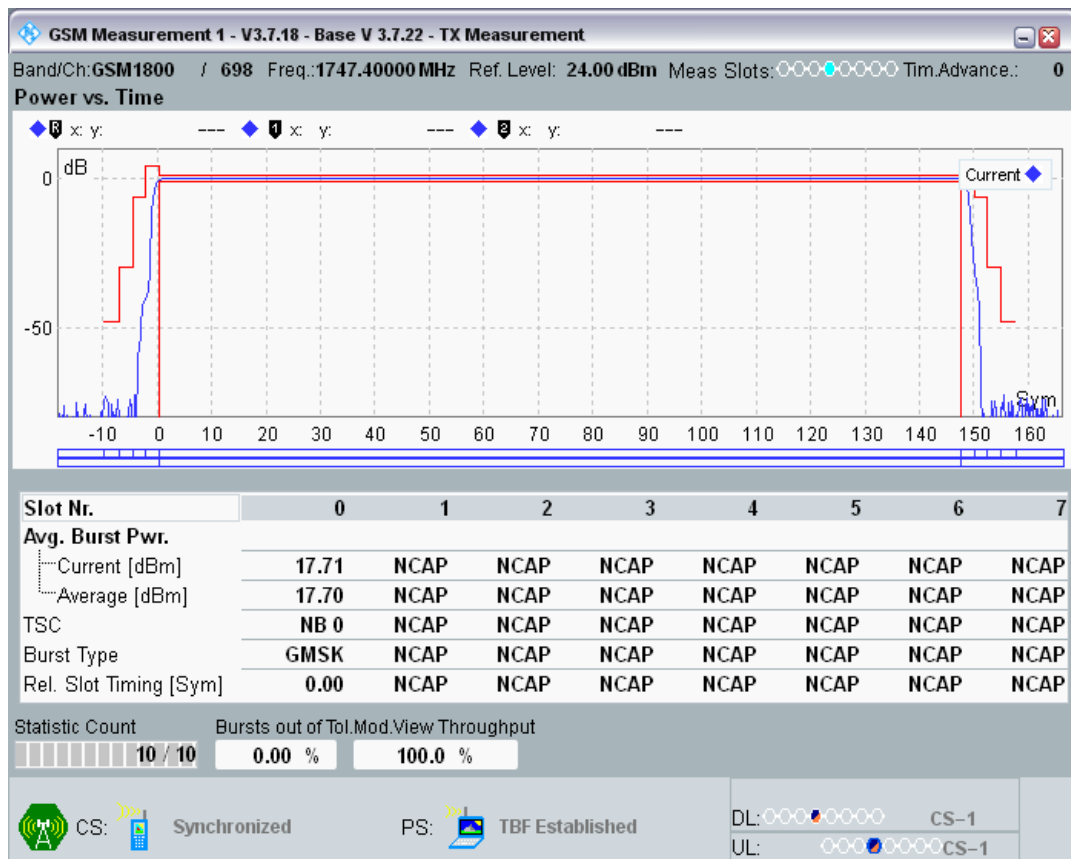 GSM Measurement 1 - V3.7.18 - Base V 3.7.22 - TX Measurement
Band/Ch:GSM1800 / 698 Freq.:1747.40000 MHz Ref. Level: 24.00 dBm Meas Slots: Tim.Advance.: 0
Power vs. Time
R x: y: --- 1 x: y: --- 2 x: y: ---
dB
Current
0
-50
Sym
-10 0 10 20 30 40 50 60 70 80 90 100 110 120 130 140 150 160
Slot Nr. 0 1 2 3 4 5 6 7
Avg. Burst Pwr.
Current [dBm] 17.71 NCAP NCAP NCAP NCAP NCAP NCAP NCAP
Average [dBm] 17.70 NCAP NCAP NCAP NCAP NCAP NCAP NCAP
TSC NB 0 NCAP NCAP NCAP NCAP NCAP NCAP NCAP
Burst Type GMSK NCAP NCAP NCAP NCAP NCAP NCAP NCAP
Rel. Slot Timing [Sym] 0.00 NCAP NCAP NCAP NCAP NCAP NCAP NCAP
Statistic Count Bursts out of Tol.Mod.View Throughput
10 / 10 0.00 % 100.0 %
CS: Synchronized PS: TBF Established
DL: CS-1
UL: CS-1